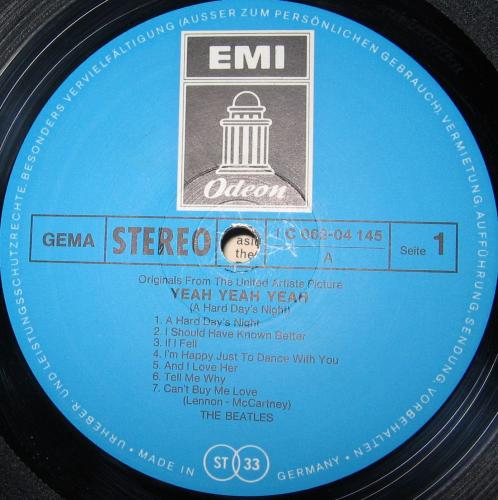 UND LEISTUNGSSCHUTZRECHTE, BESONDERS VERVIELFÄLTIGUNG (AUSSER ZUM PERSÖNLICHEN GEBRAUCH), VERMIETUNG, AUFFÜHRUNG, SENDUNG, VORBEHALTEN · MADE IN GERMANY · URHEBER-
EMI
Odeon
GEMA
STEREO
asid
the
1 C 062-04 145
A
Seite 1
Originals From The United Artists Picture
YEAH YEAH YEAH
(A Hard Day's Night)
1. A Hard Day's Night
2. I Should Have Known Better
3. If I Fell
4. I'm Happy Just To Dance With You
5. And I Love Her
6. Tell Me Why
7. Can't Buy Me Love
(Lennon - McCartney)
THE BEATLES
ST 33